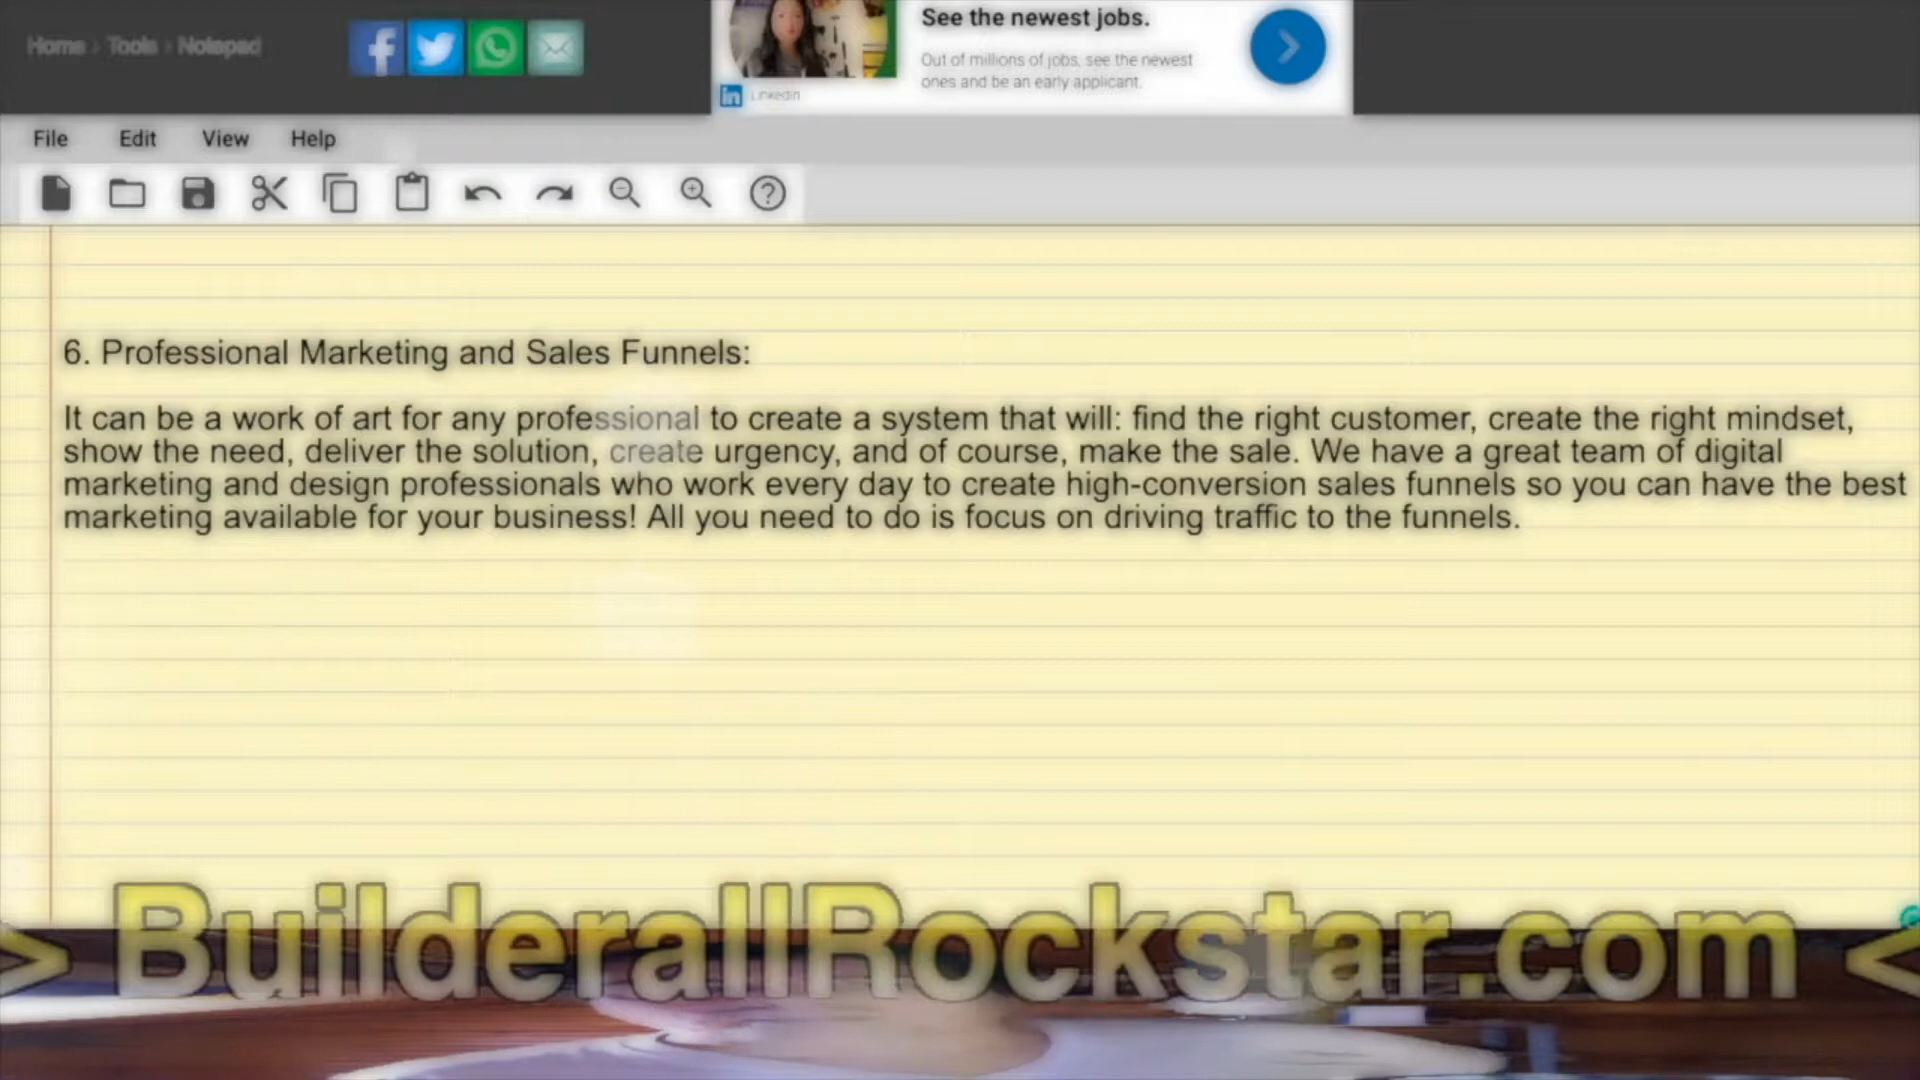 Home > Tools > Notepad
See the newest jobs.
Out of millions of jobs, see the newest
ones and be an early applicant.
in LinkedIn
File Edit View Help
6. Professional Marketing and Sales Funnels:
It can be a work of art for any professional to create a system that will: find the right customer, create the right mindset,
show the need, deliver the solution, create urgency, and of course, make the sale. We have a great team of digital
marketing and design professionals who work every day to create high-conversion sales funnels so you can have the best
marketing available for your business! All you need to do is focus on driving traffic to the funnels.
> BuilderallRockstar.com <